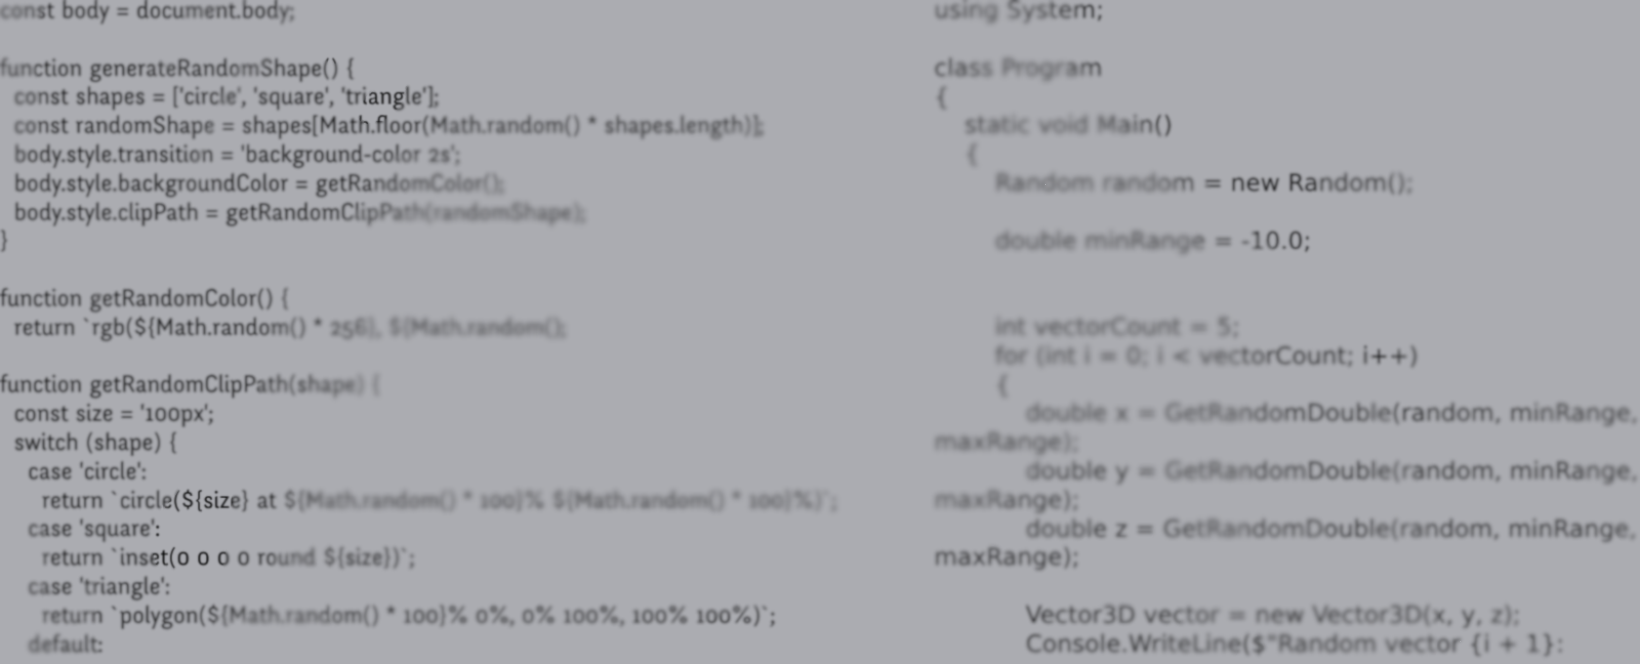 const body = document.body;
function generateRandomShape() {
const shapes = ['circle', 'square', 'triangle'];
const randomShape = shapes[Math.floor(Math.random() * shapes.length)];
body.style.transition = 'background-color 2s';
body.style.backgroundColor = getRandomColor();
body.style.clipPath = getRandomClipPath(randomShape);
}
function getRandomColor() {
return `rgb(${Math.random() * 256}, ${Math.random();
function getRandomClipPath(shape) {
const size = '100px';
switch (shape) {
case 'circle':
return `circle(${size} at ${Math.random() * 100}% ${Math.random() * 100}%)`;
case 'square':
return `inset(0 0 0 0 round ${size})`;
case 'triangle':
return `polygon(${Math.random() * 100}% 0%, 0% 100%, 100% 100%)`;
default:
using System;
class Program
{
static void Main()
{
Random random = new Random();
double minRange = -10.0;
int vectorCount = 5;
for (int i = 0; i < vectorCount; i++)
{
double x = GetRandomDouble(random, minRange,
maxRange);
double y = GetRandomDouble(random, minRange,
maxRange);
double z = GetRandomDouble(random, minRange,
maxRange);
Vector3D vector = new Vector3D(x, y, z);
Console.WriteLine($"Random vector {i + 1}: